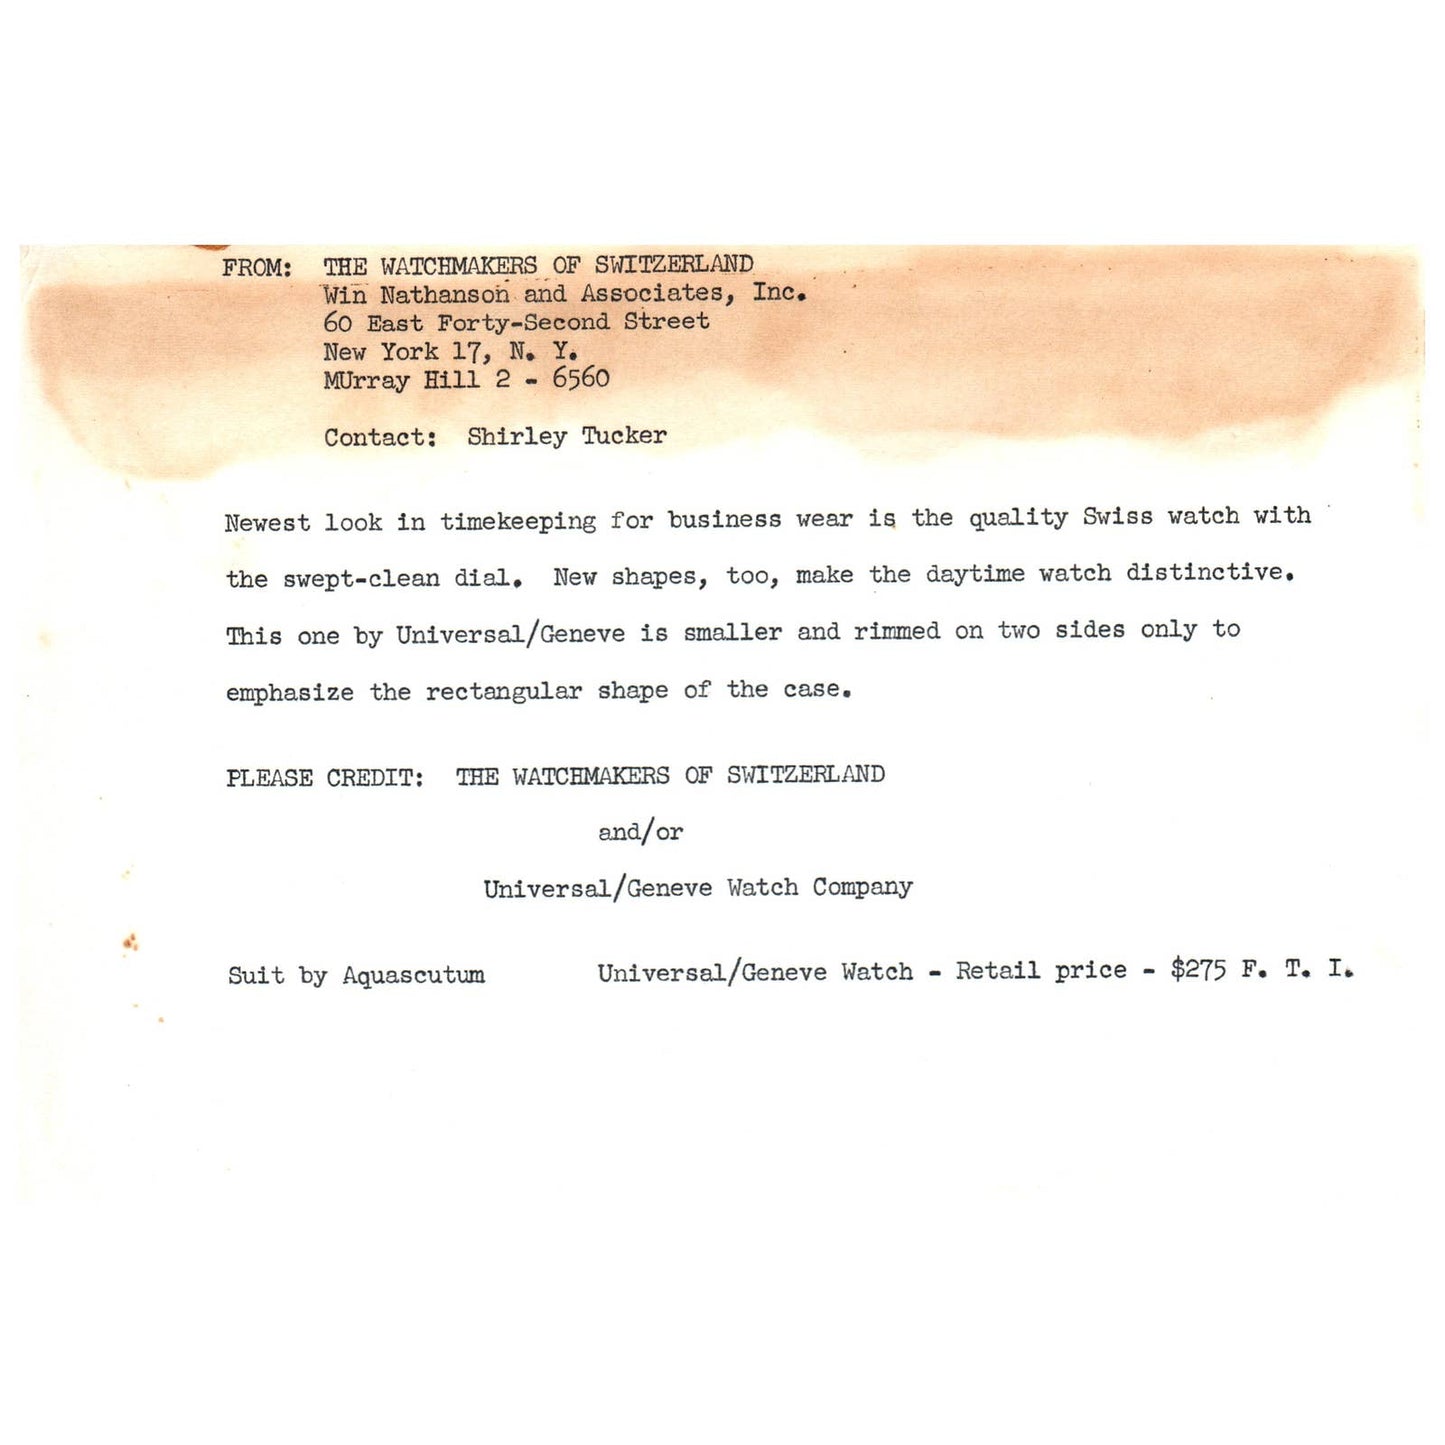 FROM: THE WATCHMAKERS OF SWITZERLAND
Win Nathanson and Associates, Inc.
60 East Forty-Second Street
New York 17, N. Y.
MUrray Hill 2 - 6560
Contact: Shirley Tucker
Newest look in timekeeping for business wear is the quality Swiss watch with
the swept-clean dial. New shapes, too, make the daytime watch distinctive.
This one by Universal/Geneve is smaller and rimmed on two sides only to
emphasize the rectangular shape of the case.
PLEASE CREDIT: THE WATCHMAKERS OF SWITZERLAND
and/or
Universal/Geneve Watch Company
Suit by Aquascutum Universal/Geneve Watch - Retail price - $275 F. T. I.